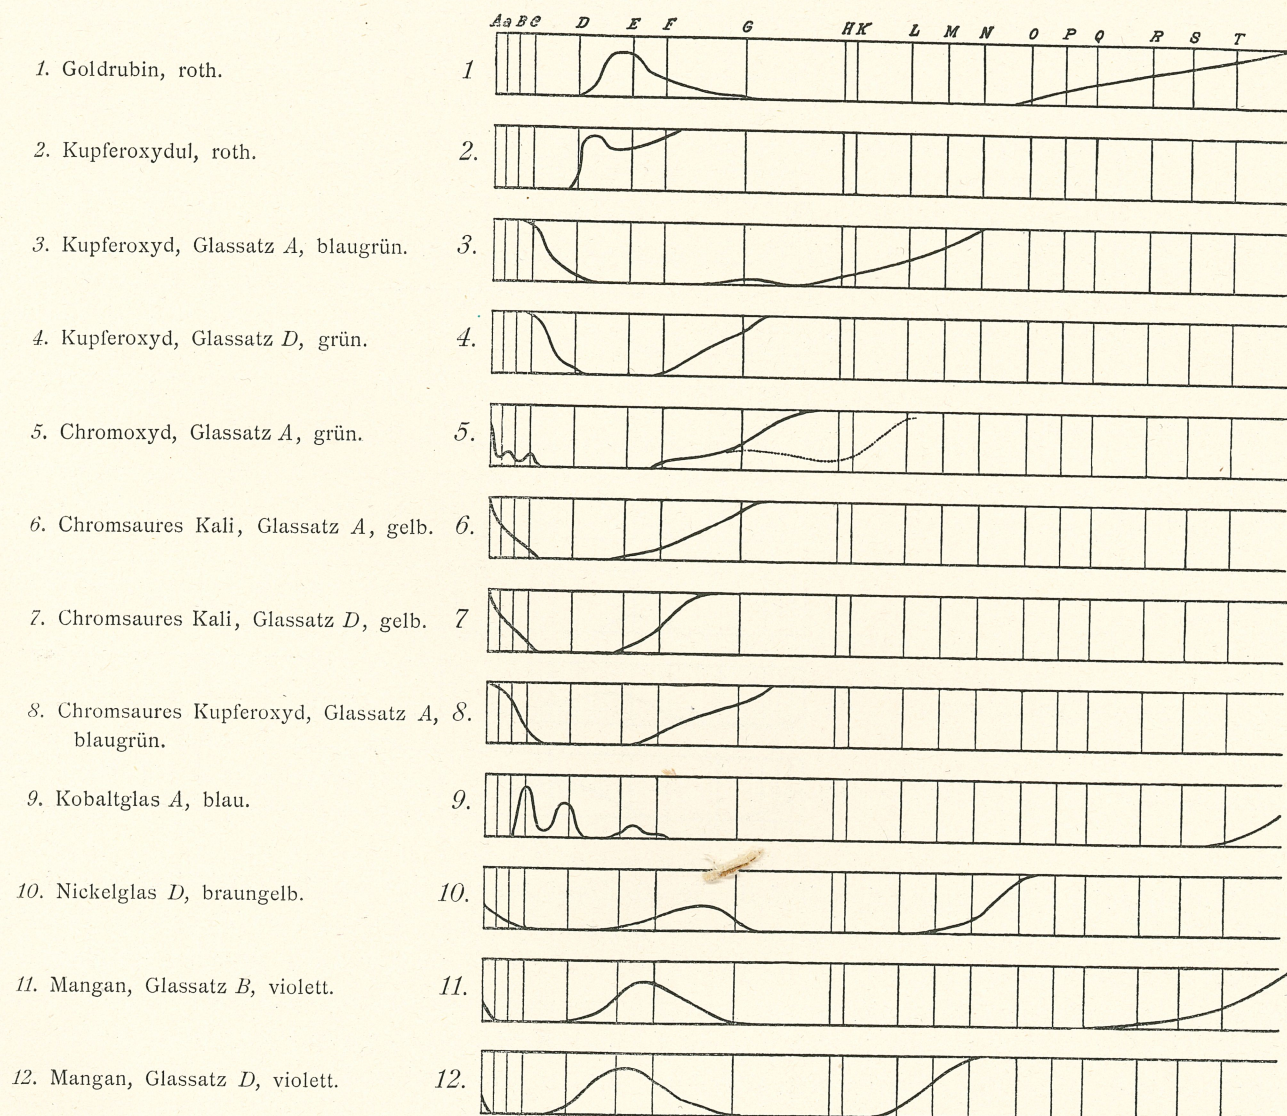 A a B C D E F G H K L M N O P Q R S T
1. Goldrubin, roth. 1
2. Kupferoxydul, roth. 2.
3. Kupferoxyd, Glassatz A, blaugrün. 3.
4. Kupferoxyd, Glassatz D, grün. 4.
5. Chromoxyd, Glassatz A, grün. 5.
6. Chromsaures Kali, Glassatz A, gelb. 6.
7. Chromsaures Kali, Glassatz D, gelb. 7
8. Chromsaures Kupferoxyd, Glassatz A, 8.
blaugrün.
9. Kobaltglas A, blau. 9.
10. Nickelglas D, braungelb. 10.
11. Mangan, Glassatz B, violett. 11.
12. Mangan, Glassatz D, violett. 12.